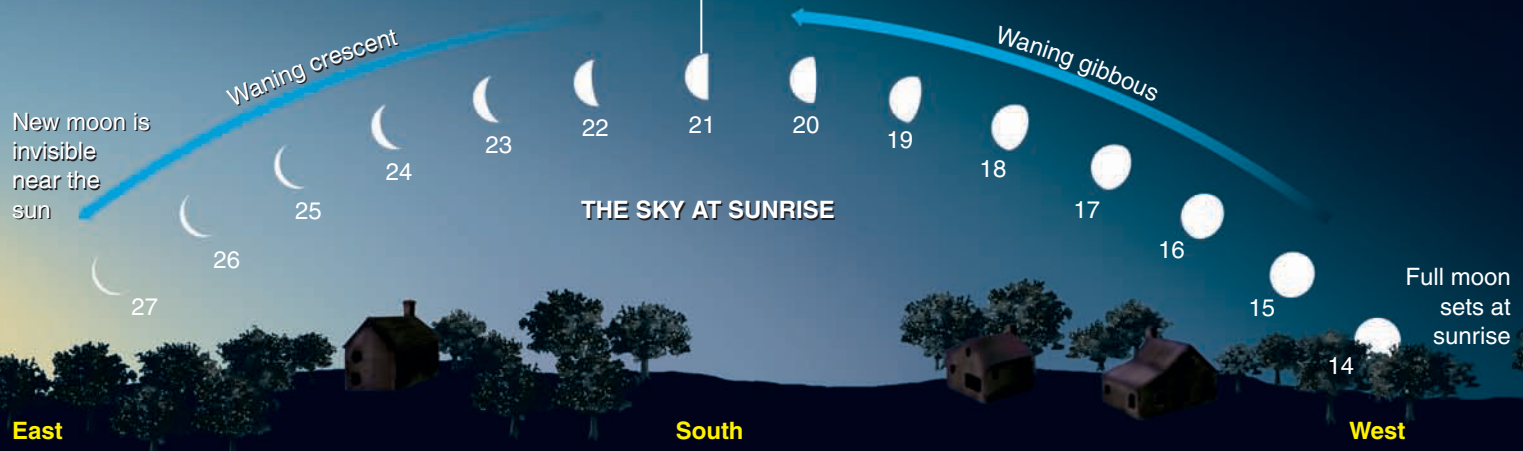 Waning crescent
Waning gibbous
New moon is
invisible
near the
sun
27
26
25
24
23
22
21
20
19
18
17
16
15
14
THE SKY AT SUNRISE
Full moon
sets at
sunrise
East
South
West